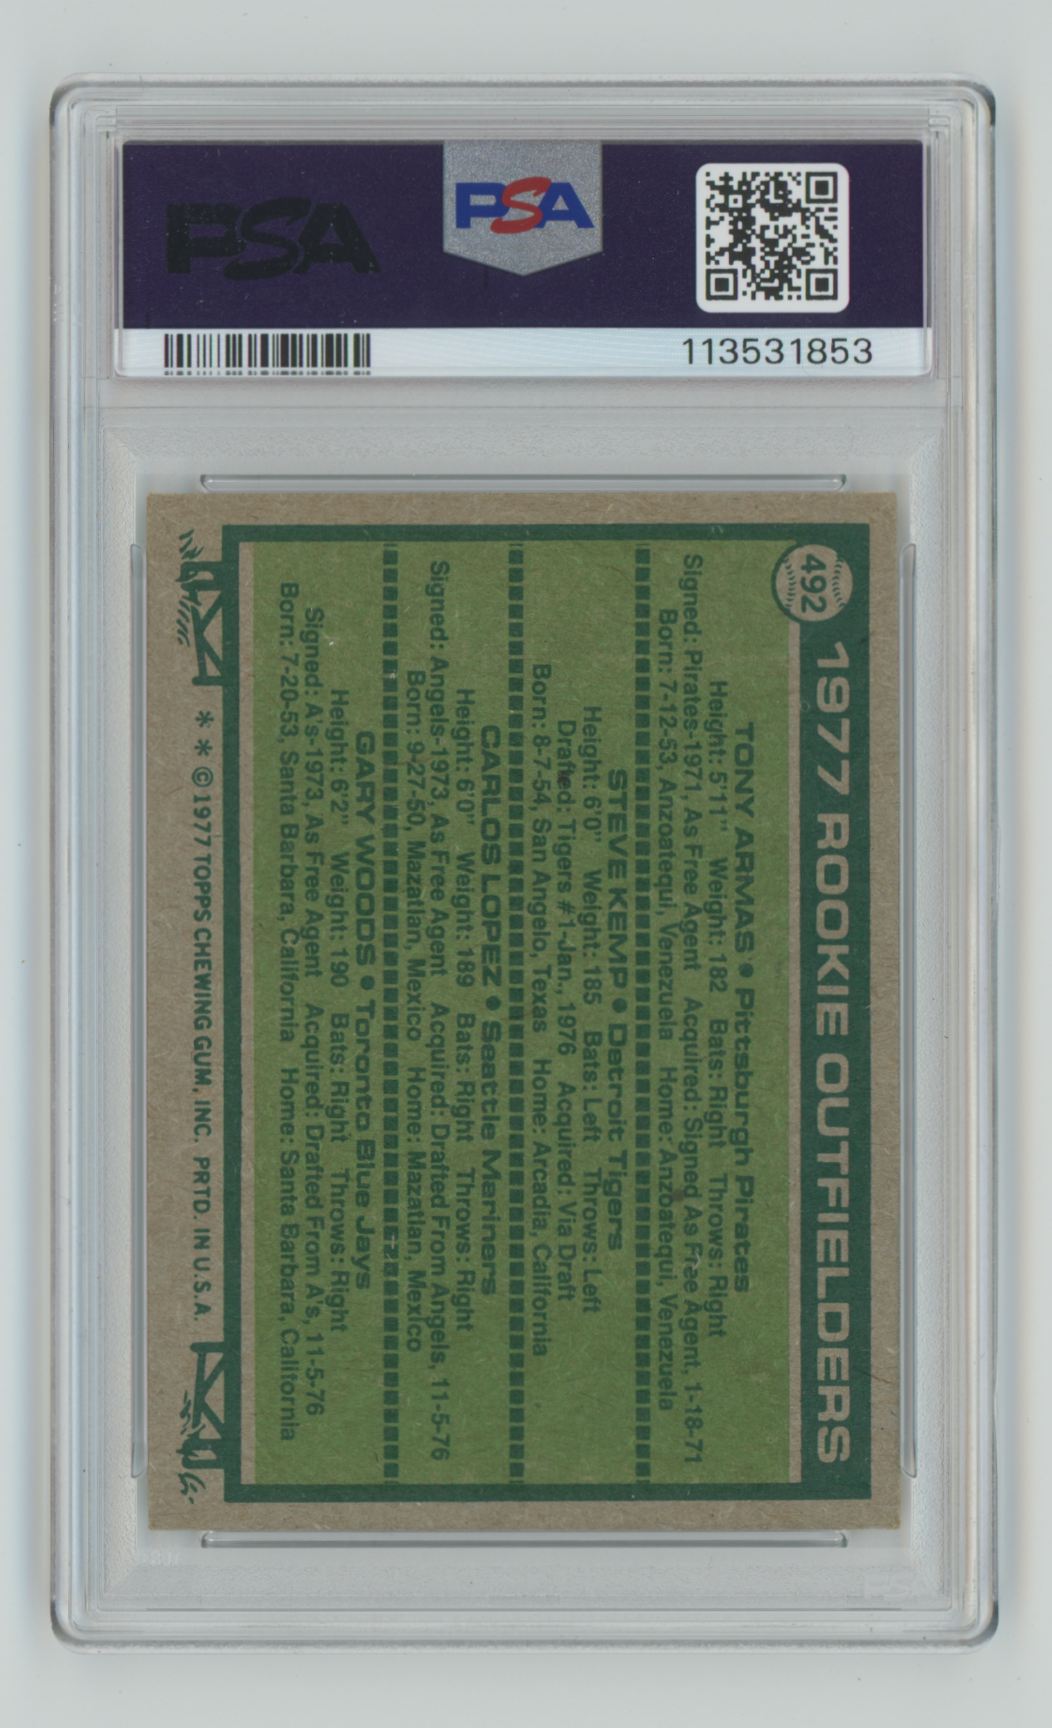 PSA
PSA
113531853
492
1977 ROOKIE OUTFIELDERS
TONY ARMAS • Pittsburgh Pirates
Height: 5'11" Weight: 182 Bats: Right Throws: Right
Signed: Pirates-1971, As Free Agent Acquired: Signed As Free Agent, 1-18-71
Born: 7-12-53, Anzoatequi, Venezuela Home: Anzoatequi, Venezuela
STEVE KEMP • Detroit Tigers
Height: 6'0" Weight: 185 Bats: Left Throws: Left
Drafted: Tigers #1-Jan., 1976 Acquired: Via Draft
Born: 8-7-54, San Angelo, Texas Home: Arcadia, California
CARLOS LOPEZ • Seattle Mariners
Height: 6'0" Weight: 189 Bats: Right Throws: Right
Signed: Angels-1973, As Free Agent Acquired: Drafted From Angels, 11-5-76
Born: 9-27-50, Mazatlan, Mexico Home: Mazatlan, Mexico
GARY WOODS • Toronto Blue Jays
Height: 6'2" Weight: 190 Bats: Right Throws: Right
Signed: A's-1973, As Free Agent Acquired: Drafted From A's, 11-5-76
Born: 7-20-53, Santa Barbara, California Home: Santa Barbara, California
* * © 1977 TOPPS CHEWING GUM, INC. PRTD. IN U.S.A.
PSA